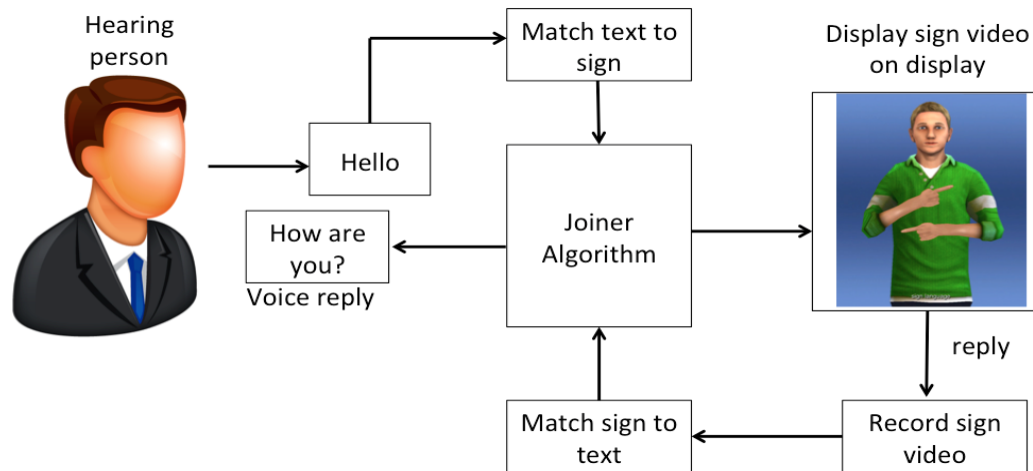 Hearing
person
Match text to
sign
Display sign video
on display
Hello
How are
you?
Voice reply
Joiner
Algorithm
reply
Match sign to
text
Record sign
video